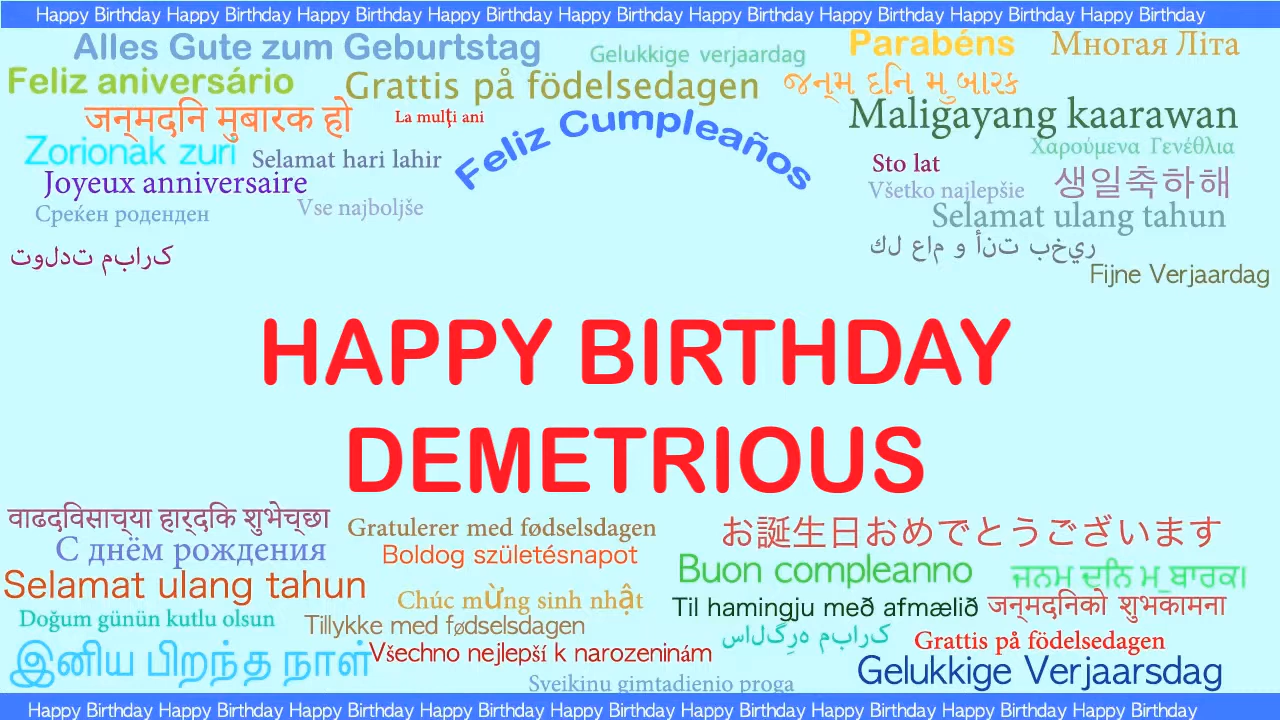 Happy Birthday Happy Birthday Happy Birthday Happy Birthday Happy Birthday Happy Birthday Happy Birthday Happy Birthday Happy Birthday
Alles Gute zum Geburtstag
Gelukkige verjaardag
Parabéns
Многая Літа
Feliz aniversário
Grattis på födelsedagen
જન્મ દિન મુબારક
जन्मदिन मुबारक हो
La mulţi ani
Feliz Cumpleaños
Maligayang kaarawan
Zorionak zuri
Selamat hari lahir
Sto lat
Χαρούμενα Γενέθλια
Joyeux anniversaire
Všetko najlepšie
생일축하해
Среќен роденден
Vse najboljše
Selamat ulang tahun
تولدت مبارک
كل عام و أنت بخير
Fijne Verjaardag
HAPPY BIRTHDAY
DEMETRIOUS
वाढदिवसाच्या हार्दिक शुभेच्छा
Gratulerer med fødselsdagen
お誕生日おめでとうございます
С днём рождения
Boldog születésnapot
Buon compleanno
Selamat ulang tahun
Chúc mừng sinh nhật
Til hamingju með afmælið
जन्मदिनको शुभकामना
Doğum günün kutlu olsun
Tillykke med fødselsdagen
سالگرہ مبارک
Grattis på födelsedagen
இனிய பிறந்த நாள்
Všechno nejlepší k narozeninám
Gelukkige Verjaarsdag
Sveikinu gimtadienio proga
Happy Birthday Happy Birthday Happy Birthday Happy Birthday Happy Birthday Happy Birthday Happy Birthday Happy Birthday Happy Birthday